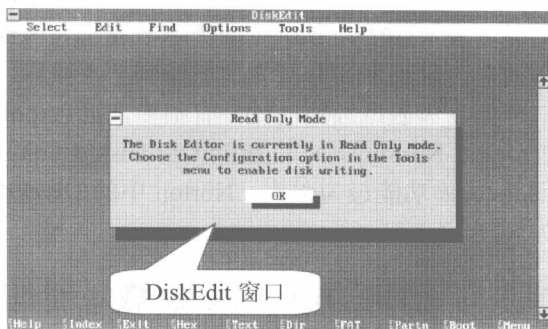 DiskEdit
Select Edit Find Options Tools Help
Read Only Mode
The Disk Editor is currently in Read Only mode.
Choose the Configuration option in the Tools
menu to enable disk writing.
OK
DiskEdit 窗口
Help Index Exit Hex Text Dir FAT Partn Boot Menu